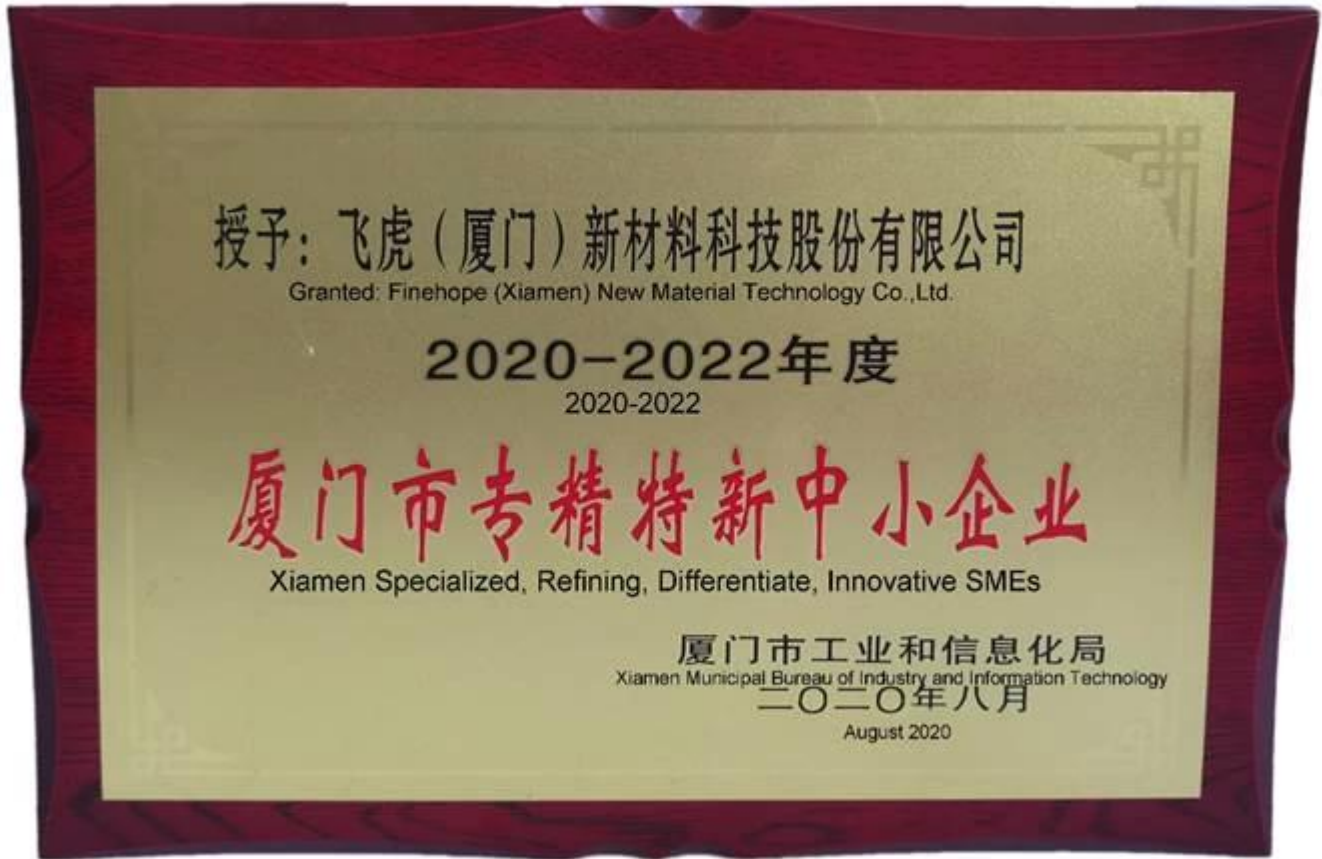 授予：飞虎（厦门）新材料科技股份有限公司
Granted: Finehope (Xiamen) New Material Technology Co.,Ltd.
2020-2022年度
2020-2022
厦门市专精特新中小企业
Xiamen Specialized, Refining, Differentiate, Innovative SMEs
厦门市工业和信息化局
Xiamen Municipal Bureau of Industry and Information Technology
二〇二〇年八月
August 2020